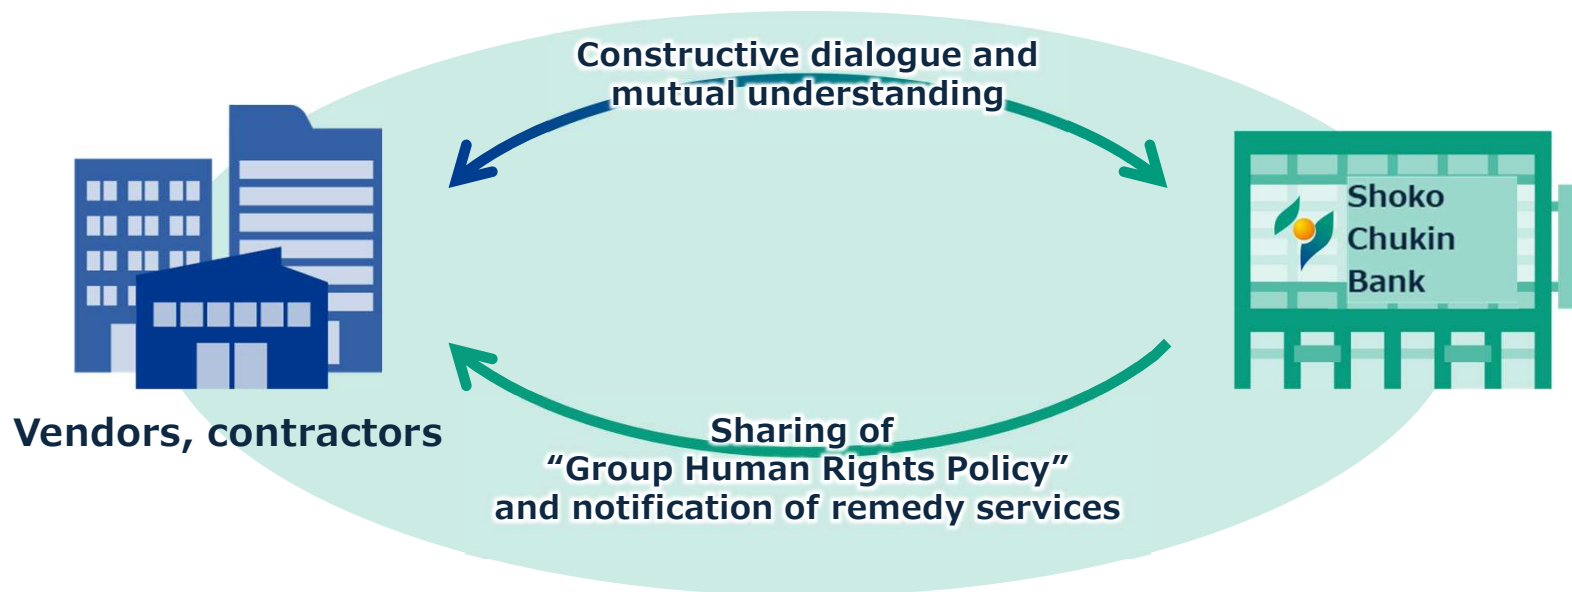 Constructive dialogue and
mutual understanding
Shoko
Chukin
Bank
Vendors, contractors
Sharing of
“Group Human Rights Policy”
and notification of remedy services